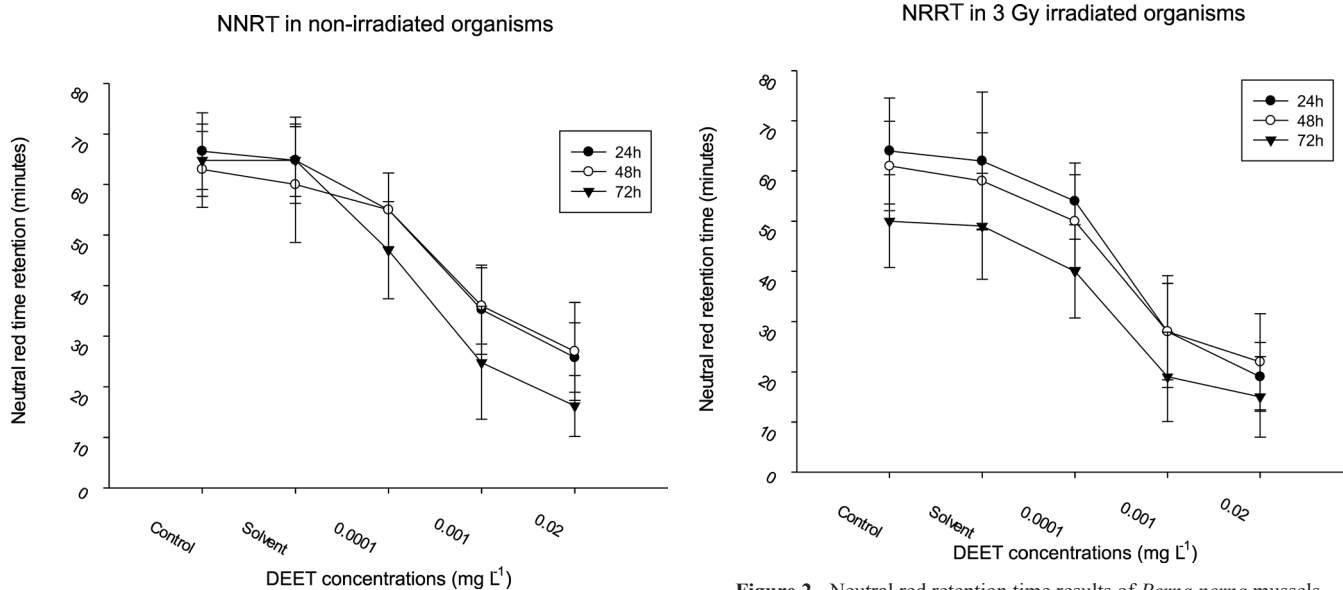 NNRT in non-irradiated organisms
Neutral red time retention (minutes)
80
70
60
50
40
30
20
10
0
24h
48h
72h
Control
Solvent
0.0001
0.001
0.02
DEET concentrations (mg L⁻¹)
NRRT in 3 Gy irradiated organisms
Neutral red retention time (minutes)
80
70
60
50
40
30
20
10
0
24h
48h
72h
Control
Solvent
0.0001
0.001
0.02
DEET concentrations (mg L⁻¹)
Figure 2 Neutral red retention time results of Perna perna mussels